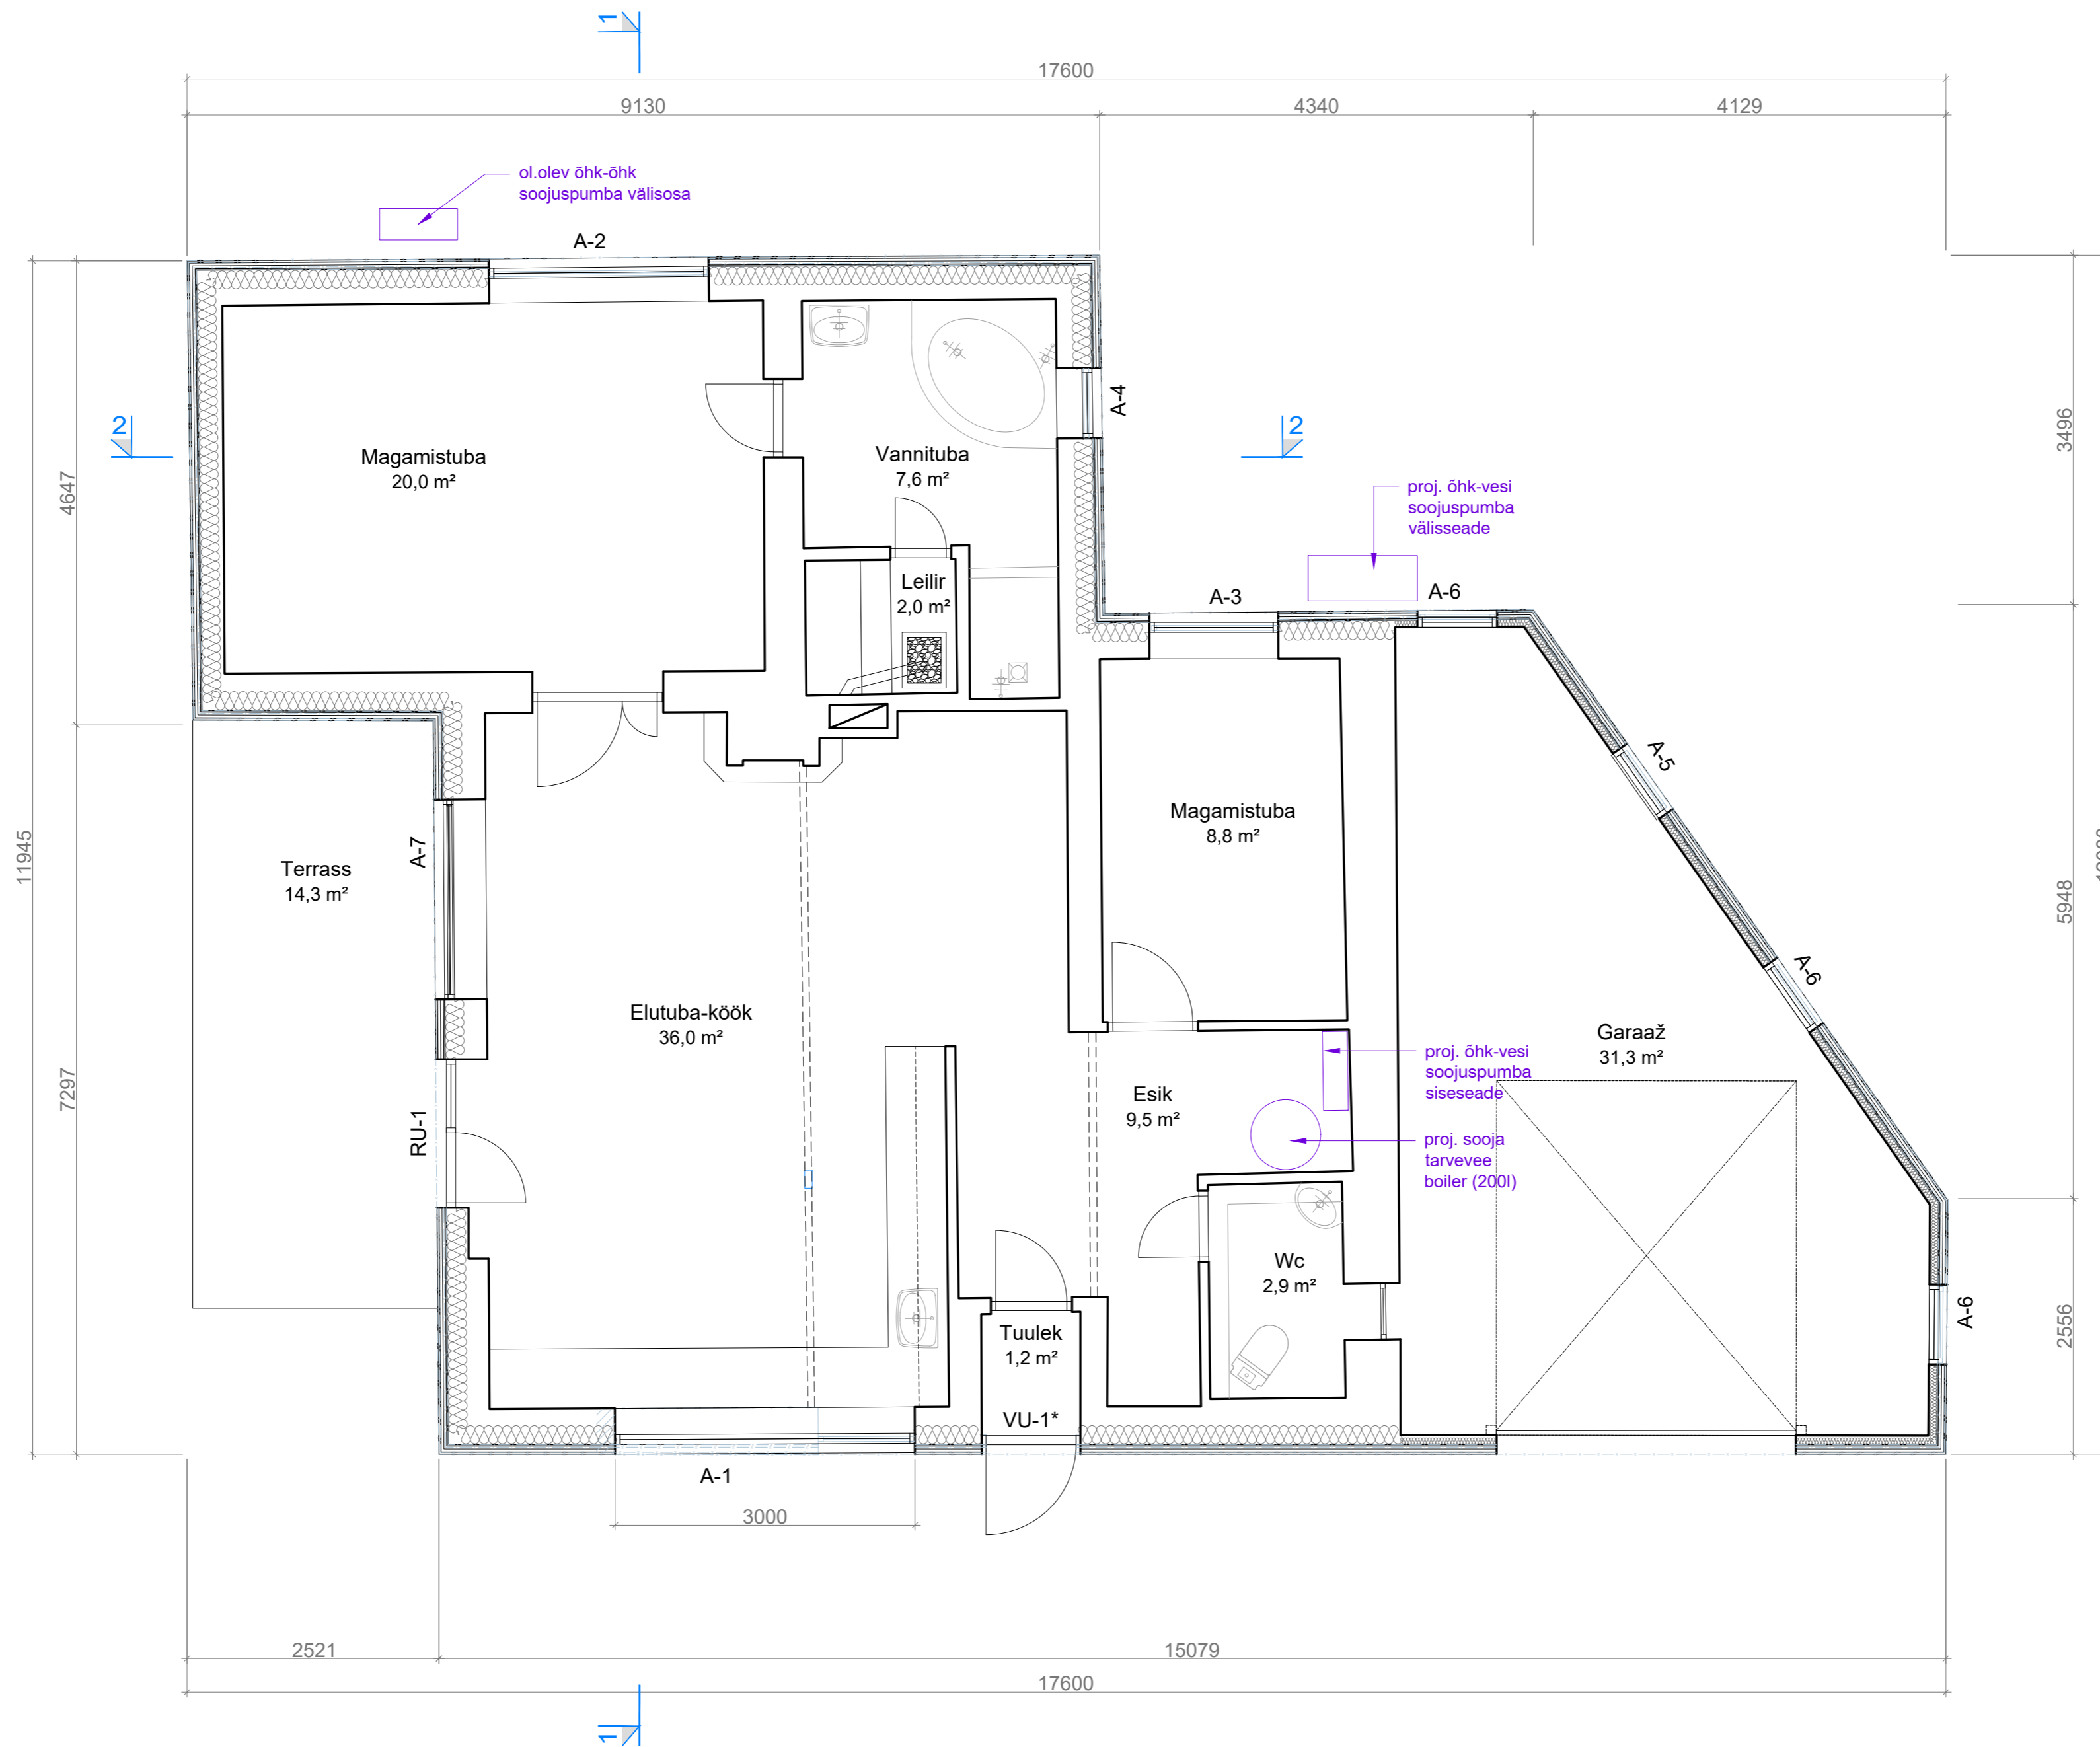 1
17600
9130
4340
4129
ol.olev õhk-õhk
soojuspumba välisosa
A-2
A-4
2
2
3496
4647
Magamistuba
20,0 m²
Vannituba
7,6 m²
proj. õhk-vesi
soojuspumba
välisseade
Leilir
2,0 m²
A-3
A-6
A-5
Magamistuba
8,8 m²
A-7
11945
Terrass
14,3 m²
5948
A-6
Elutuba-köök
36,0 m²
Garaaž
31,3 m²
proj. õhk-vesi
soojuspumba
siseseade
7297
Esik
9,5 m²
RU-1
proj. sooja
tarvevee
boiler (200l)
Wc
2,9 m²
A-6
2556
Tuulek
1,2 m²
VU-1*
A-1
3000
2521
15079
17600
1